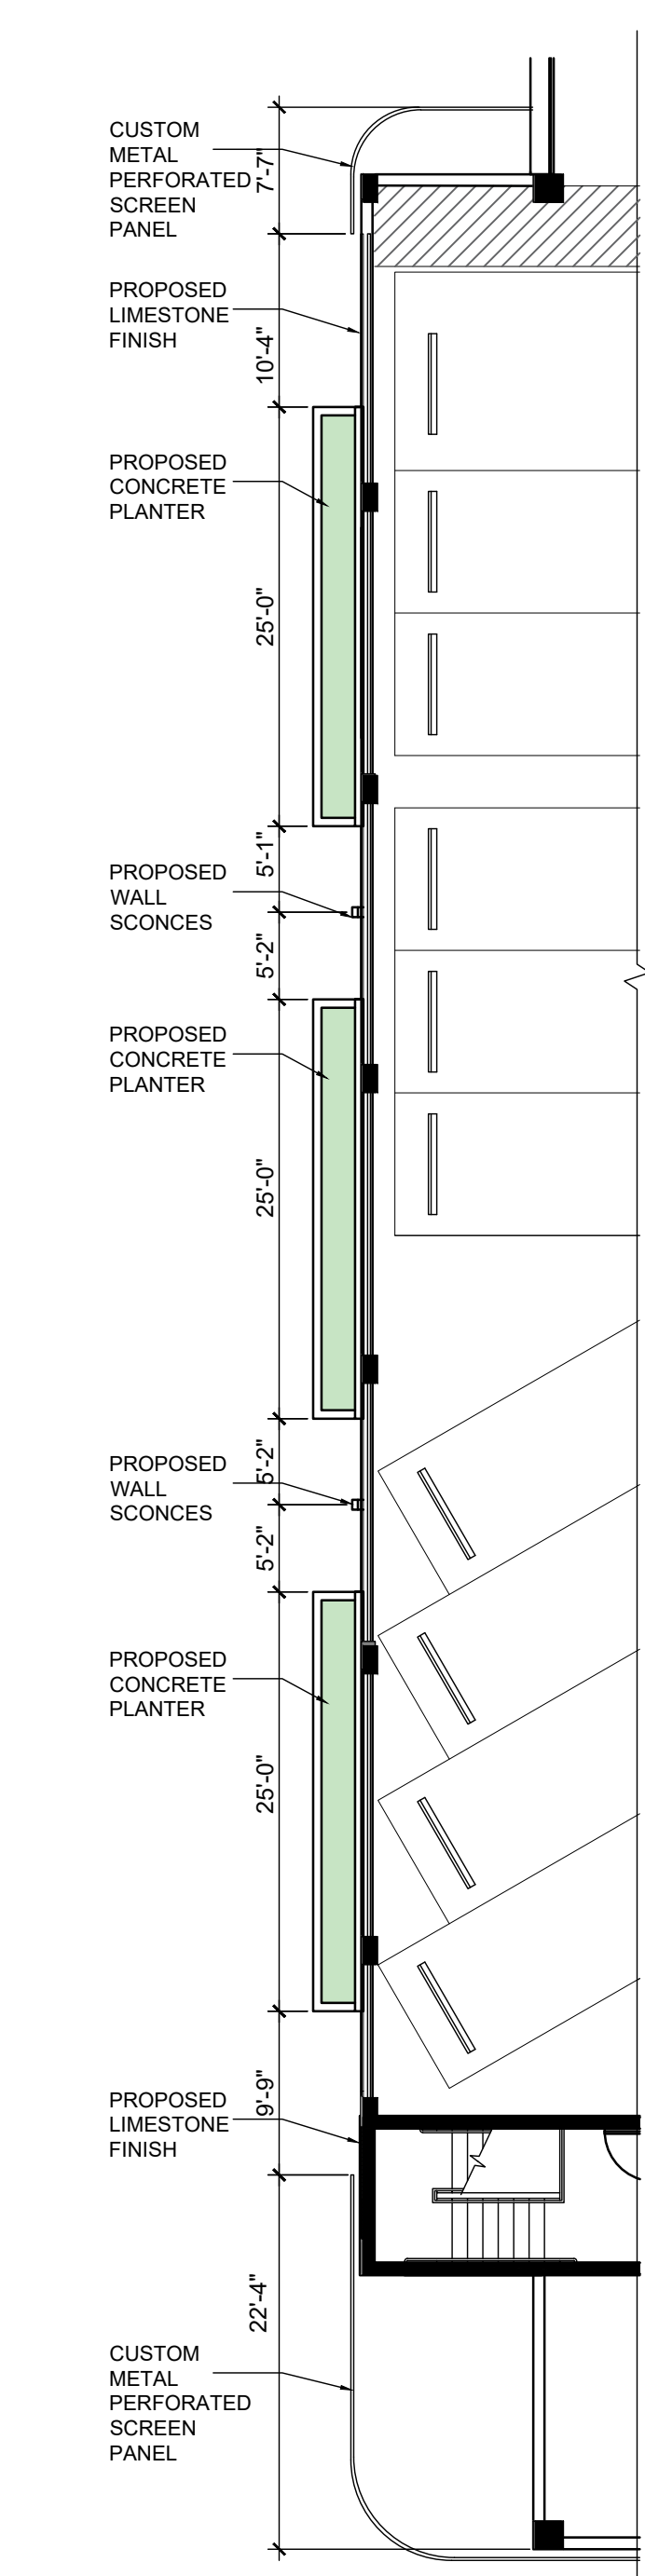 CUSTOM
METAL
PERFORATED
SCREEN
PANEL
7'-7"
PROPOSED
LIMESTONE
FINISH
10'-4"
PROPOSED
CONCRETE
PLANTER
25'-0"
5'-1"
PROPOSED
WALL
SCONCES
5'-2"
PROPOSED
CONCRETE
PLANTER
25'-0"
5'-2"
PROPOSED
WALL
SCONCES
5'-2"
PROPOSED
CONCRETE
PLANTER
25'-0"
9'-9"
PROPOSED
LIMESTONE
FINISH
22'-4"
CUSTOM
METAL
PERFORATED
SCREEN
PANEL